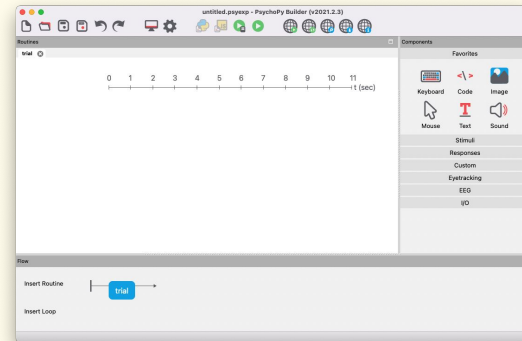 untitled.psyexp - PsychoPy Builder (v2021.2.3)
Routines
trial
0 1 2 3 4 5 6 7 8 9 10 11
t (sec)
Components
Favorites
Keyboard Code Image
Mouse Text Sound
Stimuli
Responses
Custom
Eyetracking
EEG
I/O
Flow
Insert Routine
trial
Insert Loop